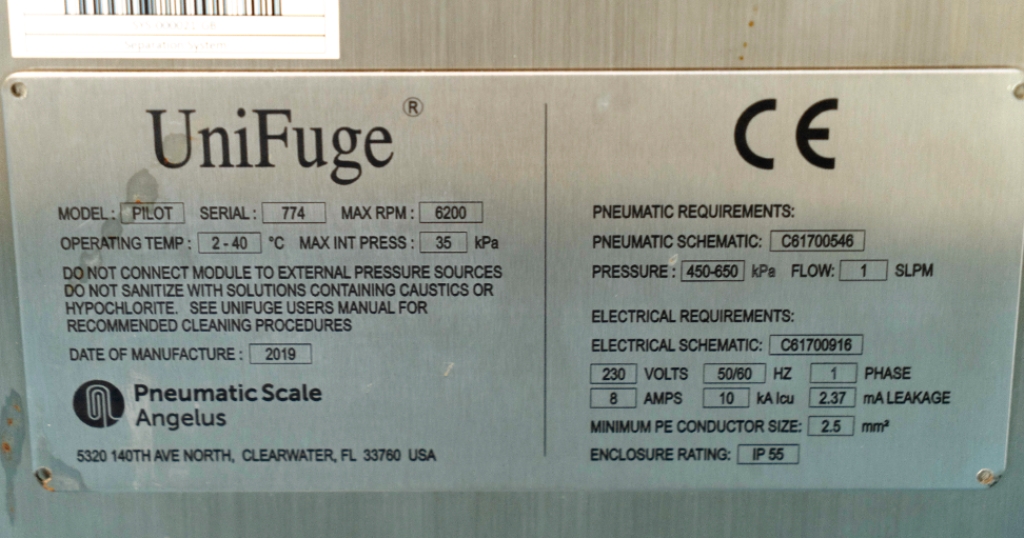 Separation System
UniFuge®
MODEL: PILOT SERIAL: 774 MAX RPM: 6200
OPERATING TEMP: 2-40 °C MAX INT PRESS: 35 kPa
DO NOT CONNECT MODULE TO EXTERNAL PRESSURE SOURCES
DO NOT SANITIZE WITH SOLUTIONS CONTAINING CAUSTICS OR
HYPOCHLORITE. SEE UNIFUGE USERS MANUAL FOR
RECOMMENDED CLEANING PROCEDURES
DATE OF MANUFACTURE: 2019
Pneumatic Scale
Angelus
5320 140TH AVE NORTH, CLEARWATER, FL 33760 USA
CE
PNEUMATIC REQUIREMENTS:
PNEUMATIC SCHEMATIC: C61700546
PRESSURE: 450-650 kPa FLOW: 1 SLPM
ELECTRICAL REQUIREMENTS:
ELECTRICAL SCHEMATIC: C61700916
230 VOLTS 50/60 HZ 1 PHASE
8 AMPS 10 kA Icu 2.37 mA LEAKAGE
MINIMUM PE CONDUCTOR SIZE: 2.5 mm²
ENCLOSURE RATING: IP 55